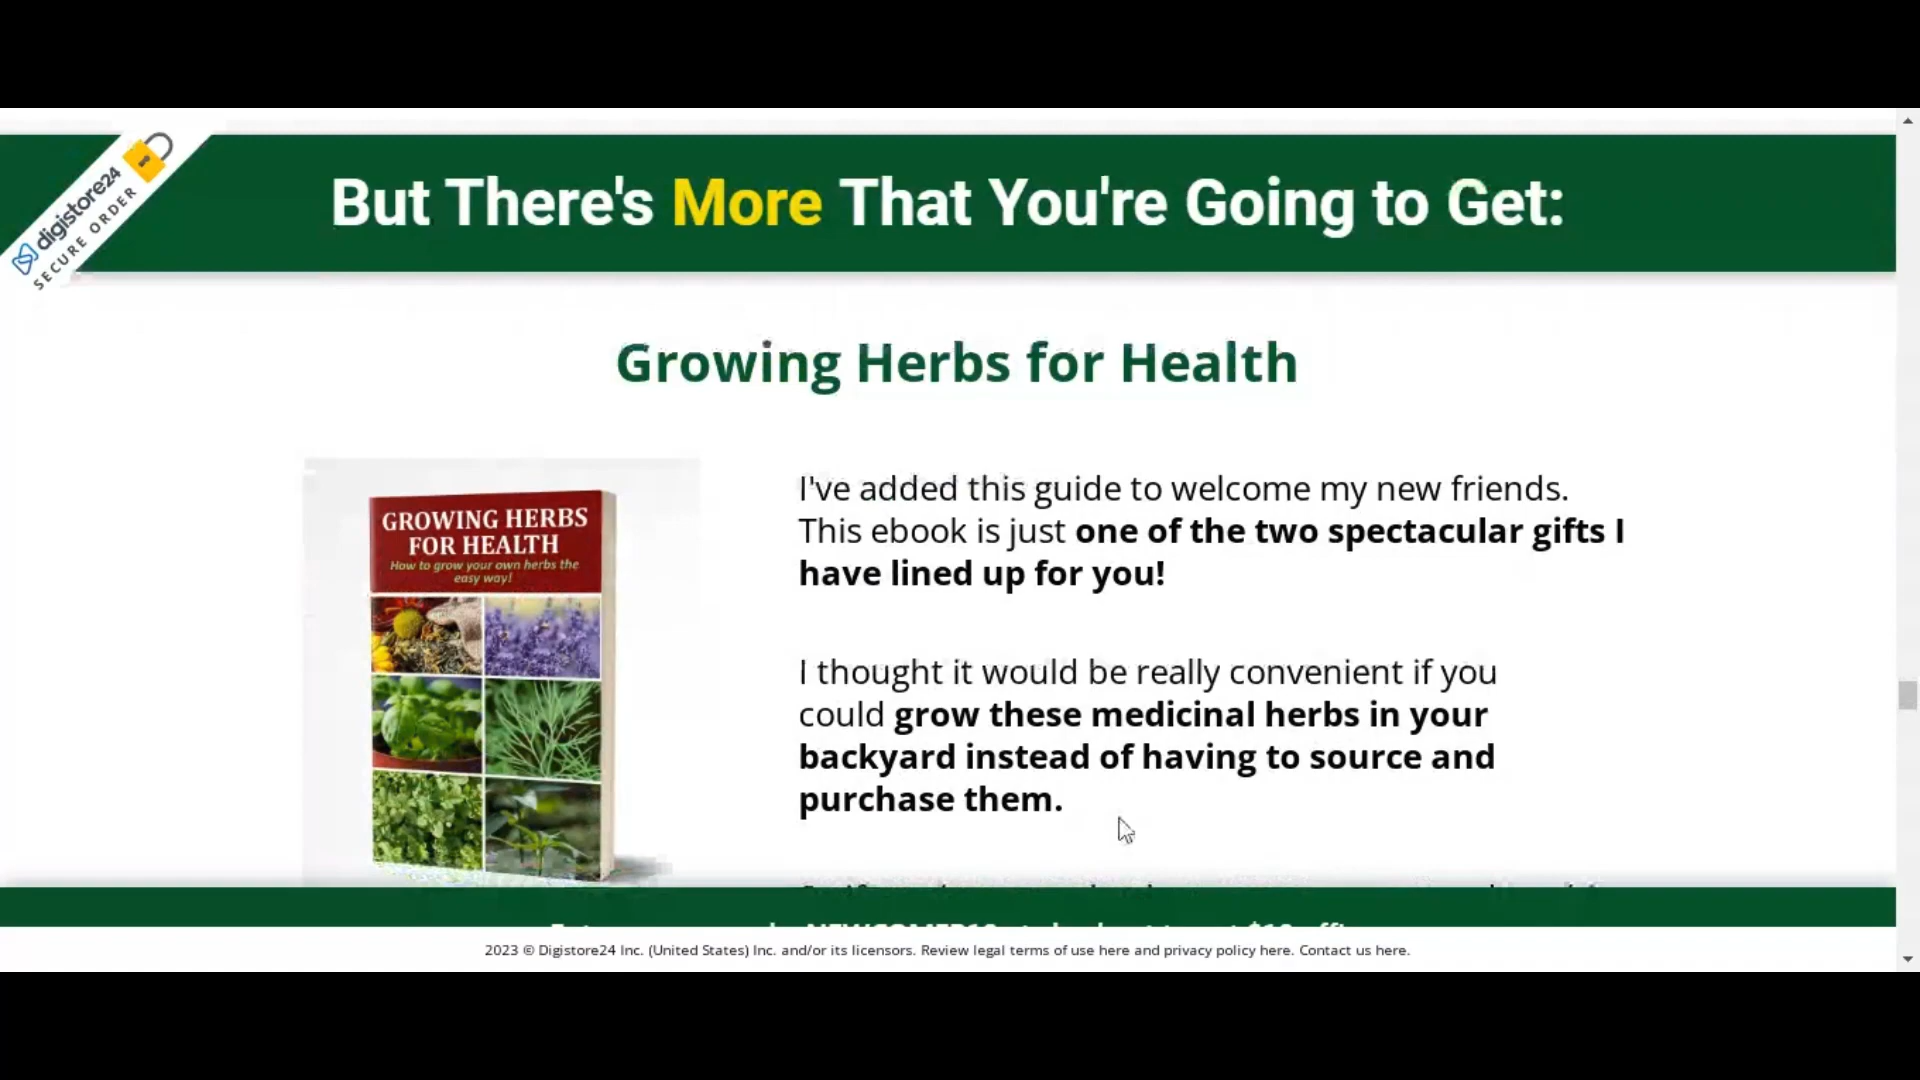 digistore24
SECURE ORDER
But There's More That You're Going to Get:
Growing Herbs for Health
GROWING HERBS
FOR HEALTH
How to grow your own herbs the
easy way!
I've added this guide to welcome my new friends.
This ebook is just one of the two spectacular gifts I
have lined up for you!
I thought it would be really convenient if you
could grow these medicinal herbs in your
backyard instead of having to source and
purchase them.
2023 © Digistore24 Inc. (United States) Inc. and/or its licensors. Review legal terms of use here and privacy policy here. Contact us here.